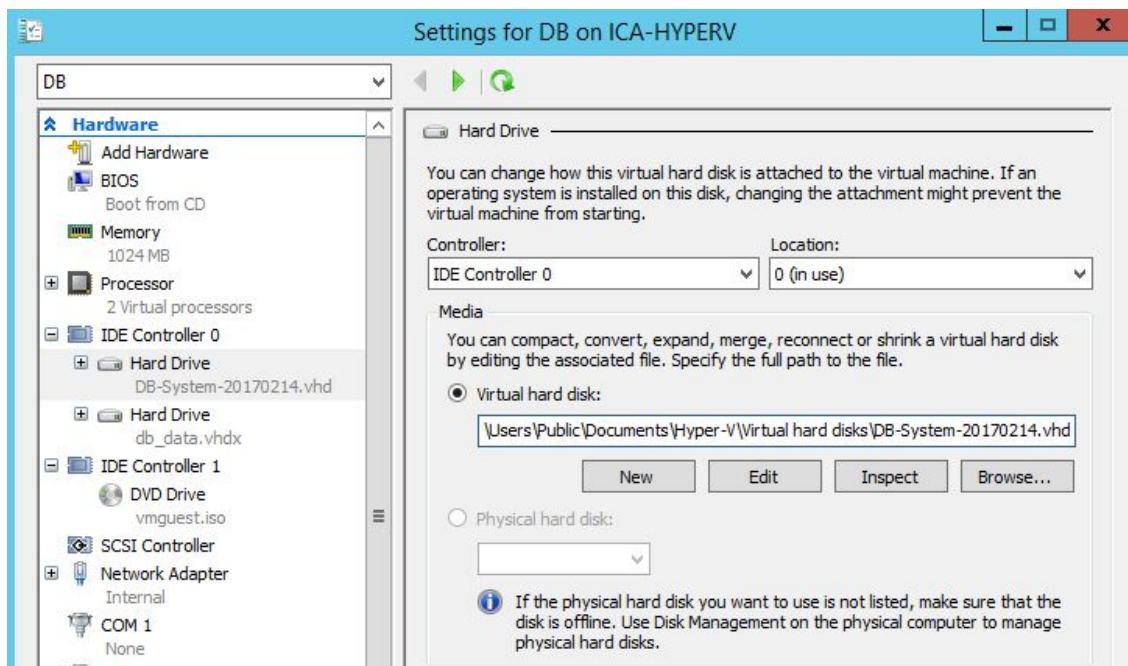 Settings for DB on ICA-HYPERV
DB
Hardware
Add Hardware
BIOS
Boot from CD
Memory
1024 MB
Processor
2 Virtual processors
IDE Controller 0
Hard Drive
DB-System-20170214.vhd
Hard Drive
db_data.vhdx
IDE Controller 1
DVD Drive
vmguest.iso
SCSI Controller
Network Adapter
Internal
COM 1
None
Hard Drive
You can change how this virtual hard disk is attached to the virtual machine. If an
operating system is installed on this disk, changing the attachment might prevent the
virtual machine from starting.
Controller:
Location:
IDE Controller 0
0 (in use)
Media
You can compact, convert, expand, merge, reconnect or shrink a virtual hard disk
by editing the associated file. Specify the full path to the file.
Virtual hard disk:
\Users\Public\Documents\Hyper-V\Virtual hard disks\DB-System-20170214.vhd
New
Edit
Inspect
Browse...
Physical hard disk:
If the physical hard disk you want to use is not listed, make sure that the
disk is offline. Use Disk Management on the physical computer to manage
physical hard disks.